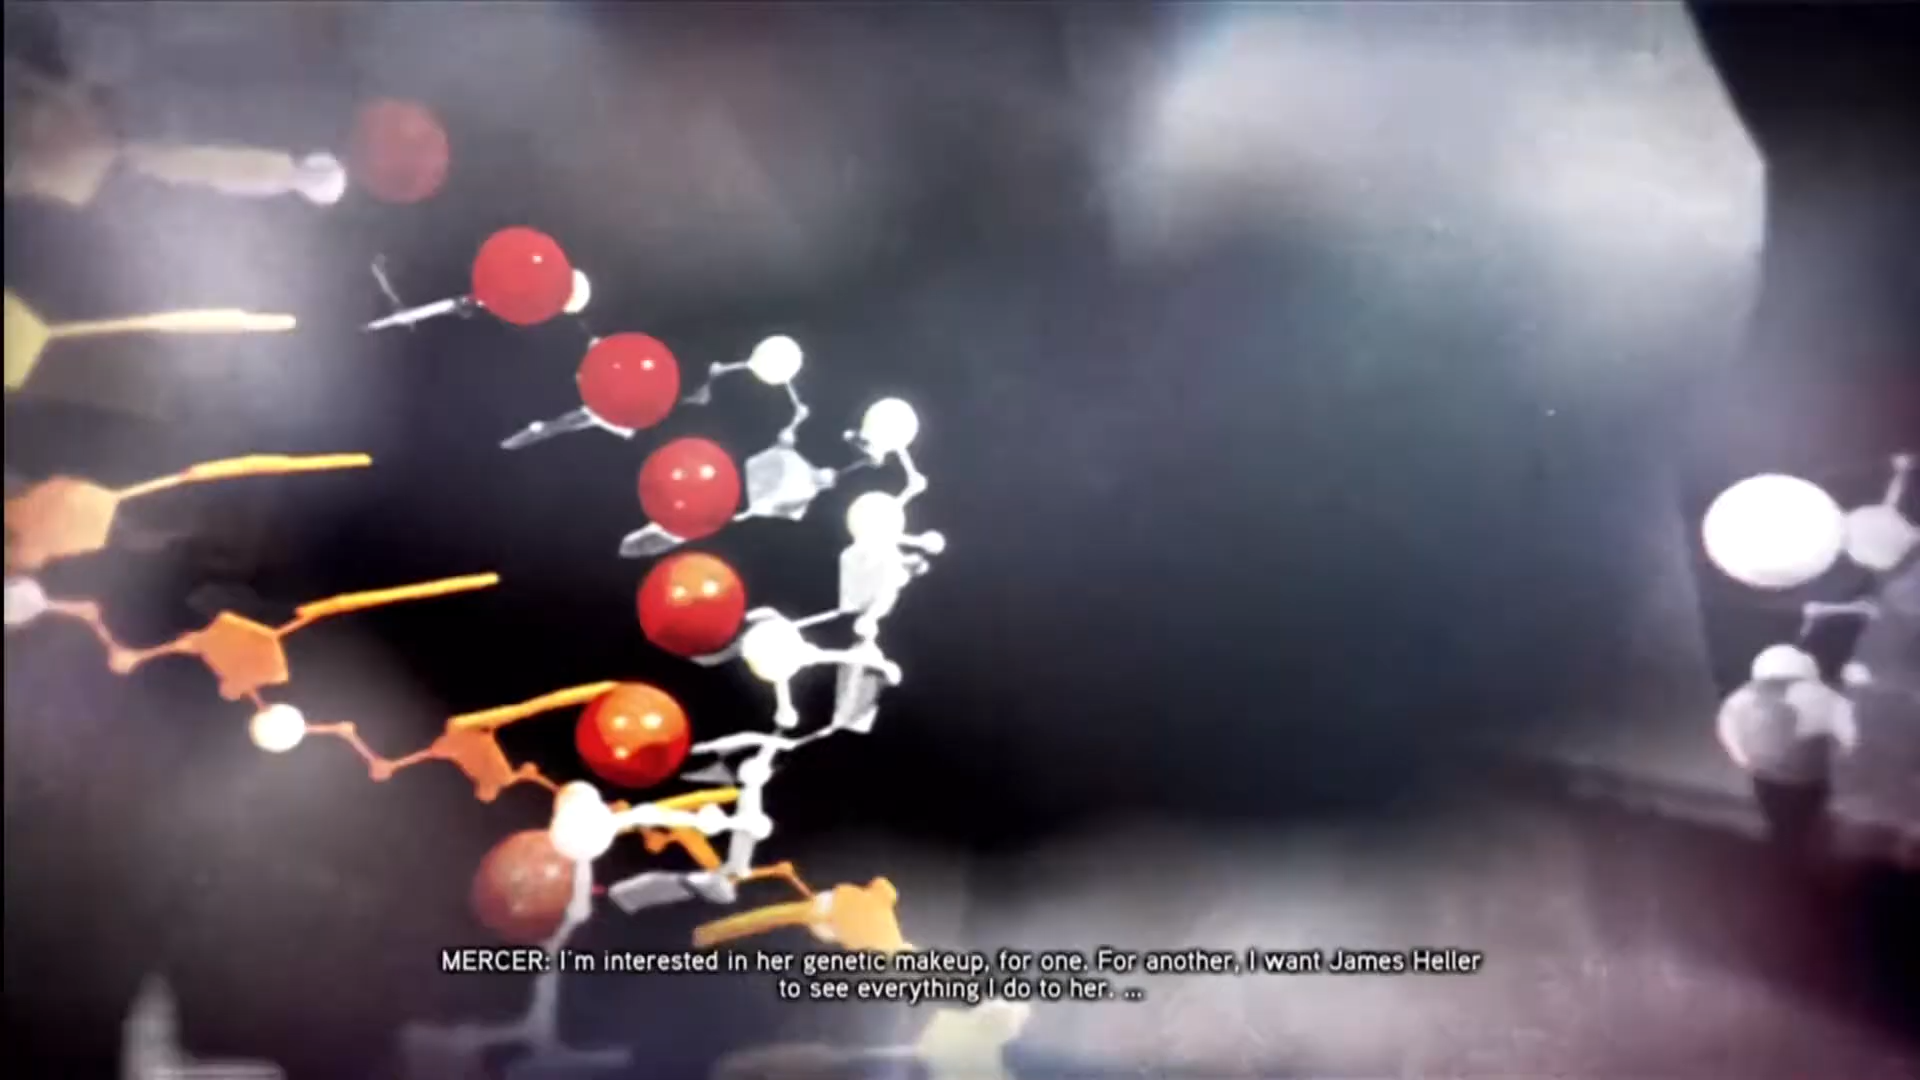 MERCER: I'm interested in her genetic makeup, for one. For another, I want James Heller
to see everything I do to her. ...